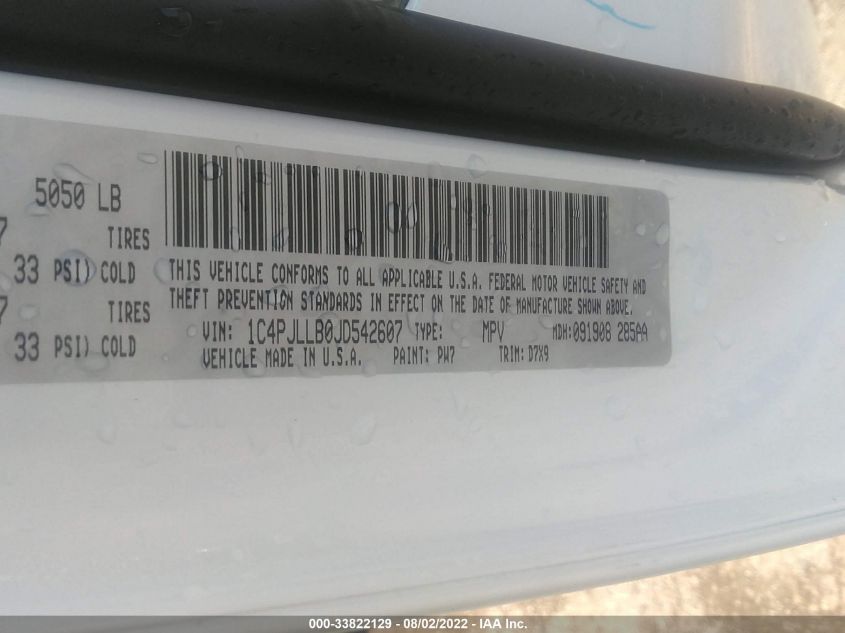 5050 LB
7 TIRES
33 PSI) COLD
7 TIRES
33 PSI) COLD
THIS VEHICLE CONFORMS TO ALL APPLICABLE U.S.A. FEDERAL MOTOR VEHICLE SAFETY AND
THEFT PREVENTION STANDARDS IN EFFECT ON THE DATE OF MANUFACTURE SHOWN ABOVE.
VIN: 1C4PJLLB0JD542607 TYPE: MPV MDH:091908 285AA
VEHICLE MADE IN U.S.A. PAINT: PW7 TRIM: D7X9
000-33822129 - 08/02/2022 - IAA Inc.